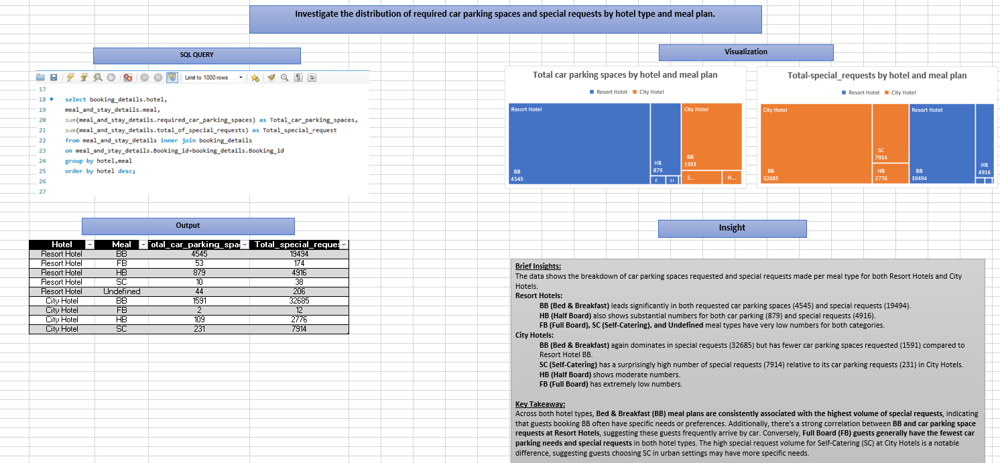 Investigate the distribution of required car parking spaces and special requests by hotel type and meal plan.
SQL QUERY
Limit to 1000 rows
17
18 select booking_details.hotel,
19 meal_and_stay_details.meal,
20 sum(meal_and_stay_details.required_car_parking_spaces) as Total_car_parking_spaces,
21 sum(meal_and_stay_details.total_of_special_requests) as Total_special_request
22 from meal_and_stay_details inner join booking_details
23 on meal_and_stay_details.Booking_id=booking_details.Booking_id
24 group by hotel,meal
25 order by hotel desc;
26
27
Visualization
Total car parking spaces by hotel and meal plan
Resort Hotel City Hotel
Resort Hotel
BB
4545
HB
879
F
U
City Hotel
BB
1591
S...
H...
Total-special_requests by hotel and meal plan
Resort Hotel City Hotel
City Hotel
BB
32685
SC
7914
HB
2776
Resort Hotel
BB
19494
HB
4916
Output
Hotel Meal otal_car_parking_spa Total_special_reques
Resort Hotel BB 4545 19494
Resort Hotel FB 53 174
Resort Hotel HB 879 4916
Resort Hotel SC 10 38
Resort Hotel Undefined 44 206
City Hotel BB 1591 32685
City Hotel FB 2 12
City Hotel HB 109 2776
City Hotel SC 231 7914
Insight
Brief Insights:
The data shows the breakdown of car parking spaces requested and special requests made per meal type for both Resort Hotels and City
Hotels.
Resort Hotels:
BB (Bed & Breakfast) leads significantly in both requested car parking spaces (4545) and special requests (19494).
HB (Half Board) also shows substantial numbers for both car parking (879) and special requests (4916).
FB (Full Board), SC (Self-Catering), and Undefined meal types have very low numbers for both categories.
City Hotels:
BB (Bed & Breakfast) again dominates in special requests (32685) but has fewer car parking spaces requested (1591) compared to
Resort Hotel BB.
SC (Self-Catering) has a surprisingly high number of special requests (7914) relative to its car parking requests (231) in City Hotels.
HB (Half Board) shows moderate numbers.
FB (Full Board) has extremely low numbers.
Key Takeaway:
Across both hotel types, Bed & Breakfast (BB) meal plans are consistently associated with the highest volume of special requests, indicating
that guests booking BB often have specific needs or preferences. Additionally, there's a strong correlation between BB and car parking space
requests at Resort Hotels, suggesting these guests frequently arrive by car. Conversely, Full Board (FB) guests generally have the fewest car
parking needs and special requests in both hotel types. The high special request volume for Self-Catering (SC) at City Hotels is a notable
difference, suggesting guests choosing SC in urban settings may have more specific needs.